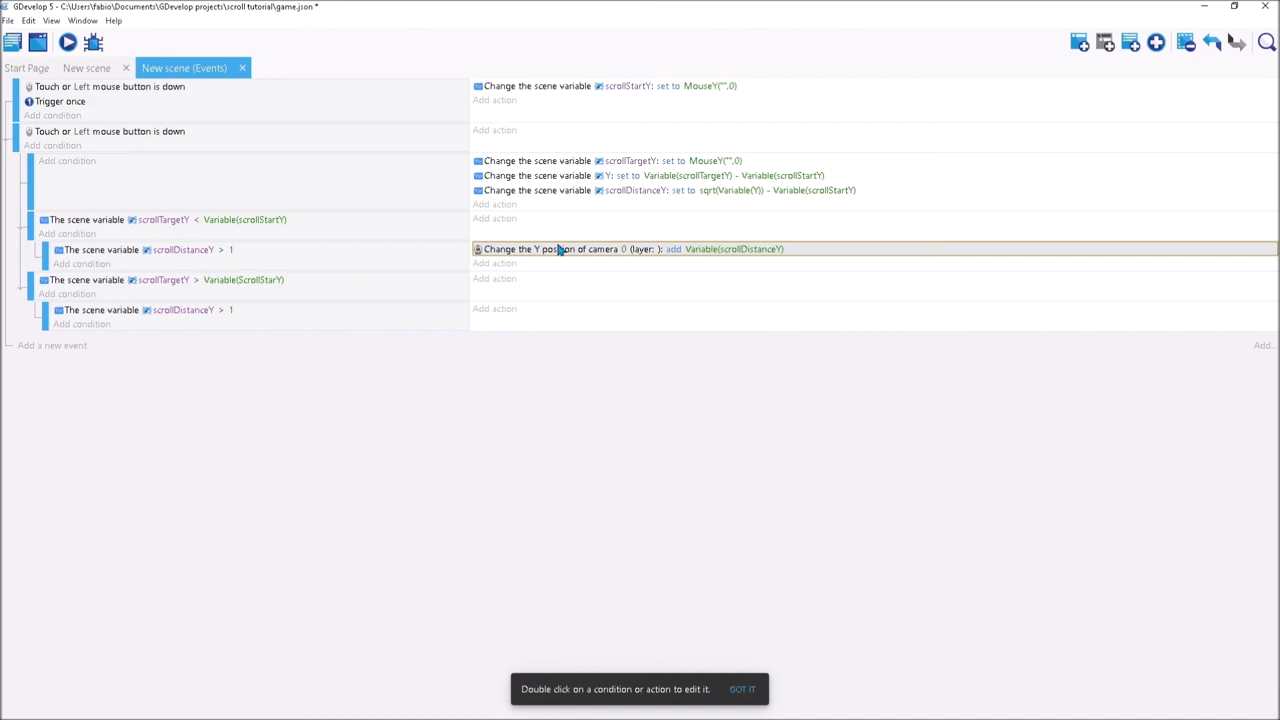 GDevelop 5 - C:\Users\fabio\Documents\GDevelop projects\scroll tutorial\game.json *
File Edit View Window Help
Start Page New scene × New scene (Events) ×
Touch or Left mouse button is down
Change the scene variable scrollStartY: set to MouseY("",0)
Trigger once
Add action
Add condition
Touch or Left mouse button is down
Add action
Add condition
Add condition
Change the scene variable scrollTargetY: set to MouseY("",0)
Change the scene variable Y: set to Variable(scrollTargetY) - Variable(scrollStartY)
Change the scene variable scrollDistanceY: set to sqrt(Variable(Y)) - Variable(scrollStartY)
Add action
The scene variable scrollTargetY < Variable(scrollStartY)
Add action
Add condition
The scene variable scrollDistanceY > 1
Change the Y position of camera 0 (layer: ): add Variable(scrollDistanceY)
Add condition
Add action
The scene variable scrollTargetY > Variable(ScrollStarY)
Add action
Add condition
The scene variable scrollDistanceY > 1
Add action
Add condition
Add a new event
Add...
Double click on a condition or action to edit it. GOT IT